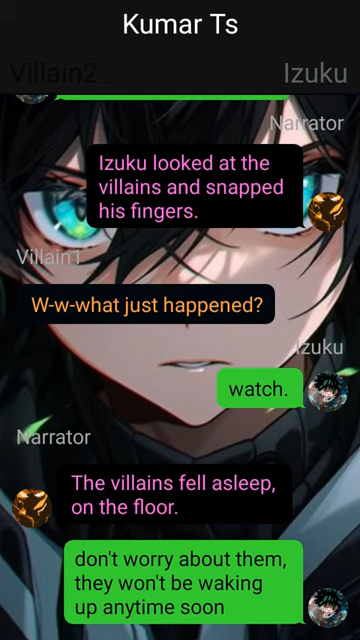 Kumar Ts
Villain2
Izuku
Narrator
Izuku looked at the
villains and snapped
his fingers.
Villain1
W-w-what just happened?
Izuku
watch.
Narrator
The villains fell asleep,
on the floor.
don't worry about them,
they won't be waking
up anytime soon